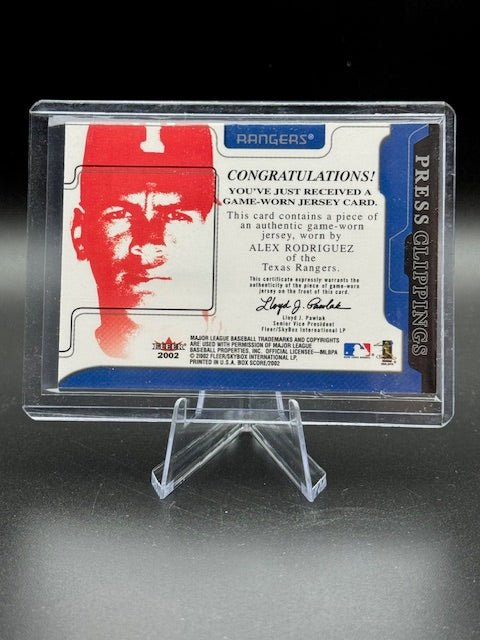 RANGERS®
CONGRATULATIONS!
YOU'VE JUST RECEIVED A
GAME-WORN JERSEY CARD.
This card contains a piece of
an authentic game-worn
jersey, worn by
ALEX RODRIGUEZ
of the
Texas Rangers.
This certificate expressly warrants the
authenticity of the piece of game-worn
jersey on the front of this card.
Lloyd J. Pawlak
Lloyd J. Pawlak
Senior Vice President
Fleer/SkyBox International LP
FLEER
2002
MAJOR LEAGUE BASEBALL TRADEMARKS AND COPYRIGHTS
ARE USED WITH PERMISSION OF MAJOR LEAGUE
BASEBALL PROPERTIES, INC. OFFICIAL LICENSEE—MLBPA
© 2002 FLEER/SKYBOX INTERNATIONAL LP,
PRINTED IN U.S.A. BOX SCORE/2002
PRESS CLIPPINGS
T